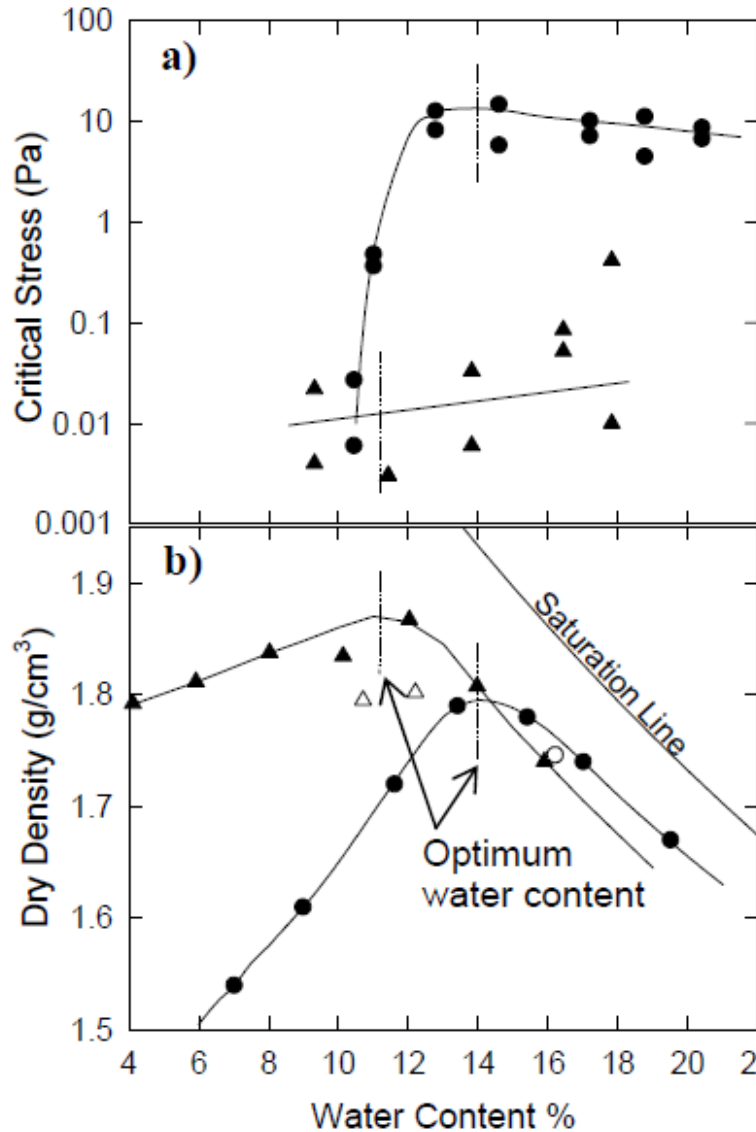 100
a)
10
1
0.1
0.01
0.001
Critical Stress (Pa)
b)
1.9
1.8
1.7
1.6
1.5
Dry Density (g/cm³)
Saturation Line
Optimum
water content
4 6 8 10 12 14 16 18 20 2
Water Content %